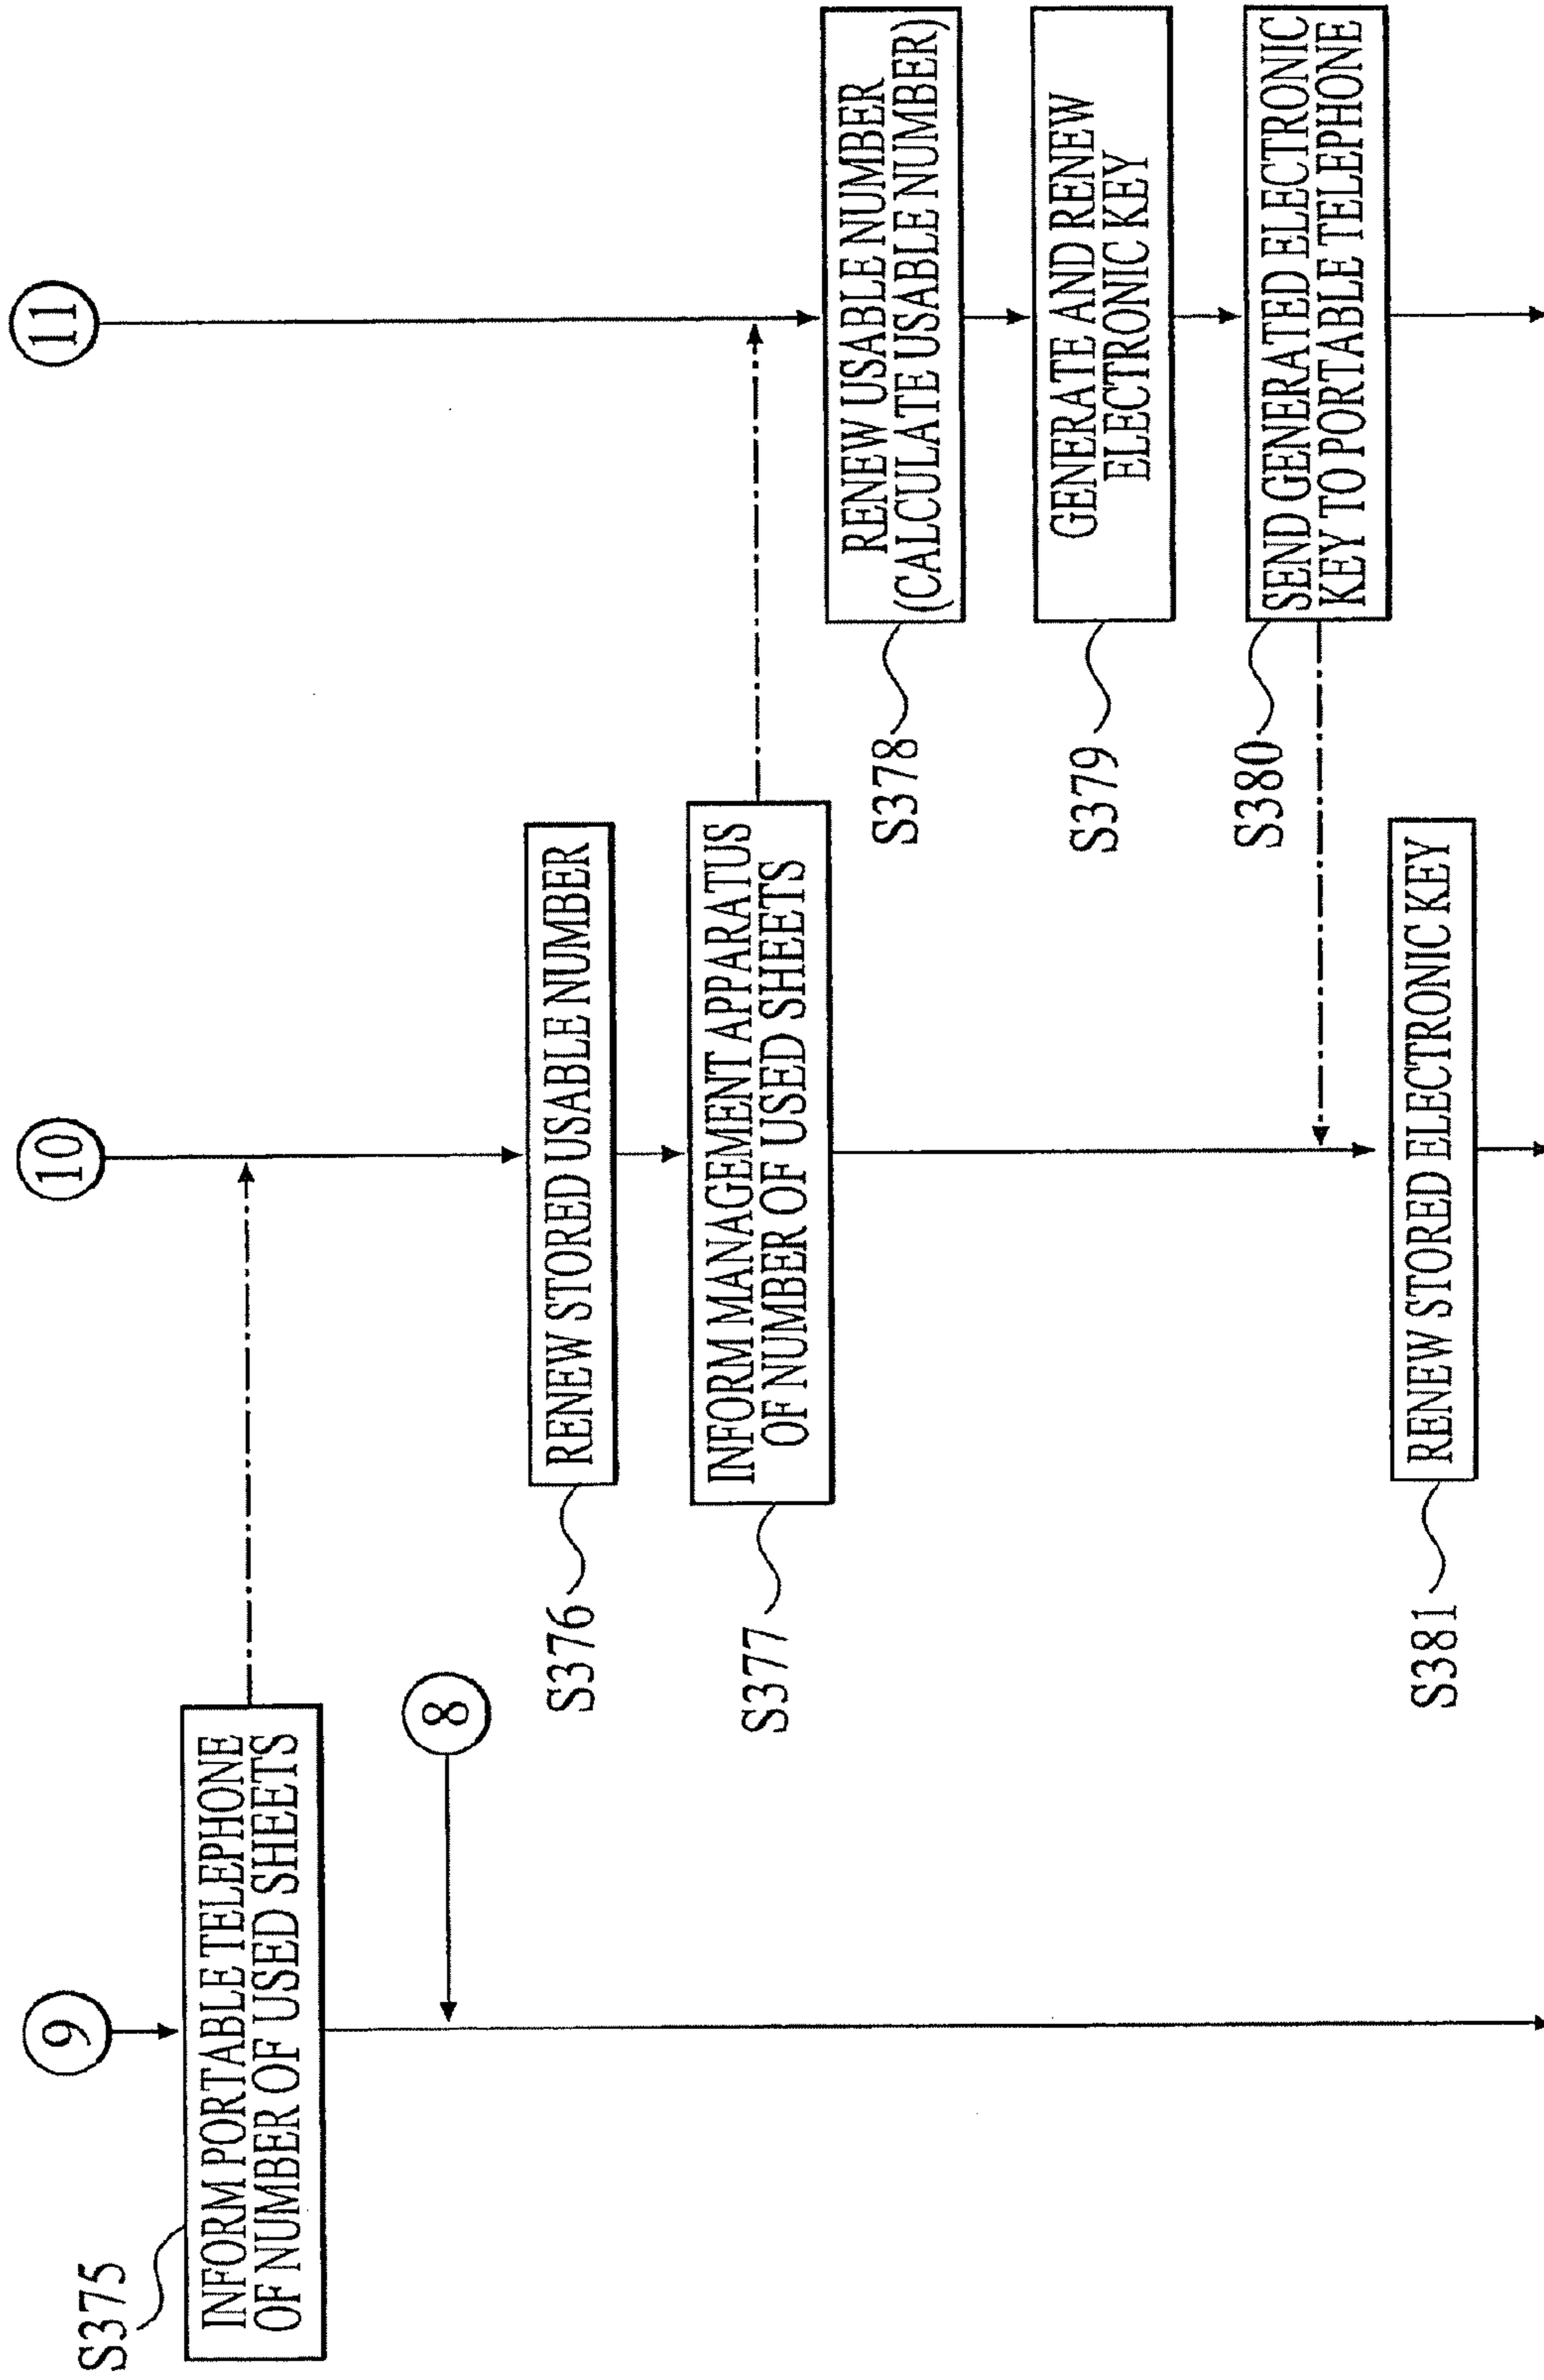 9
10
11
S375
INFORM PORTABLE TELEPHONE
OF NUMBER OF USED SHEETS
8
S376
RENEW STORED USABLE NUMBER
S377
INFORM MANAGEMENT APPARATUS
OF NUMBER OF USED SHEETS
S378
RENEW USABLE NUMBER
(CALCULATE USABLE NUMBER)
S379
GENERATE AND RENEW
ELECTRONIC KEY
S380
SEND GENERATED ELECTRONIC
KEY TO PORTABLE TELEPHONE
S381
RENEW STORED ELECTRONIC KEY